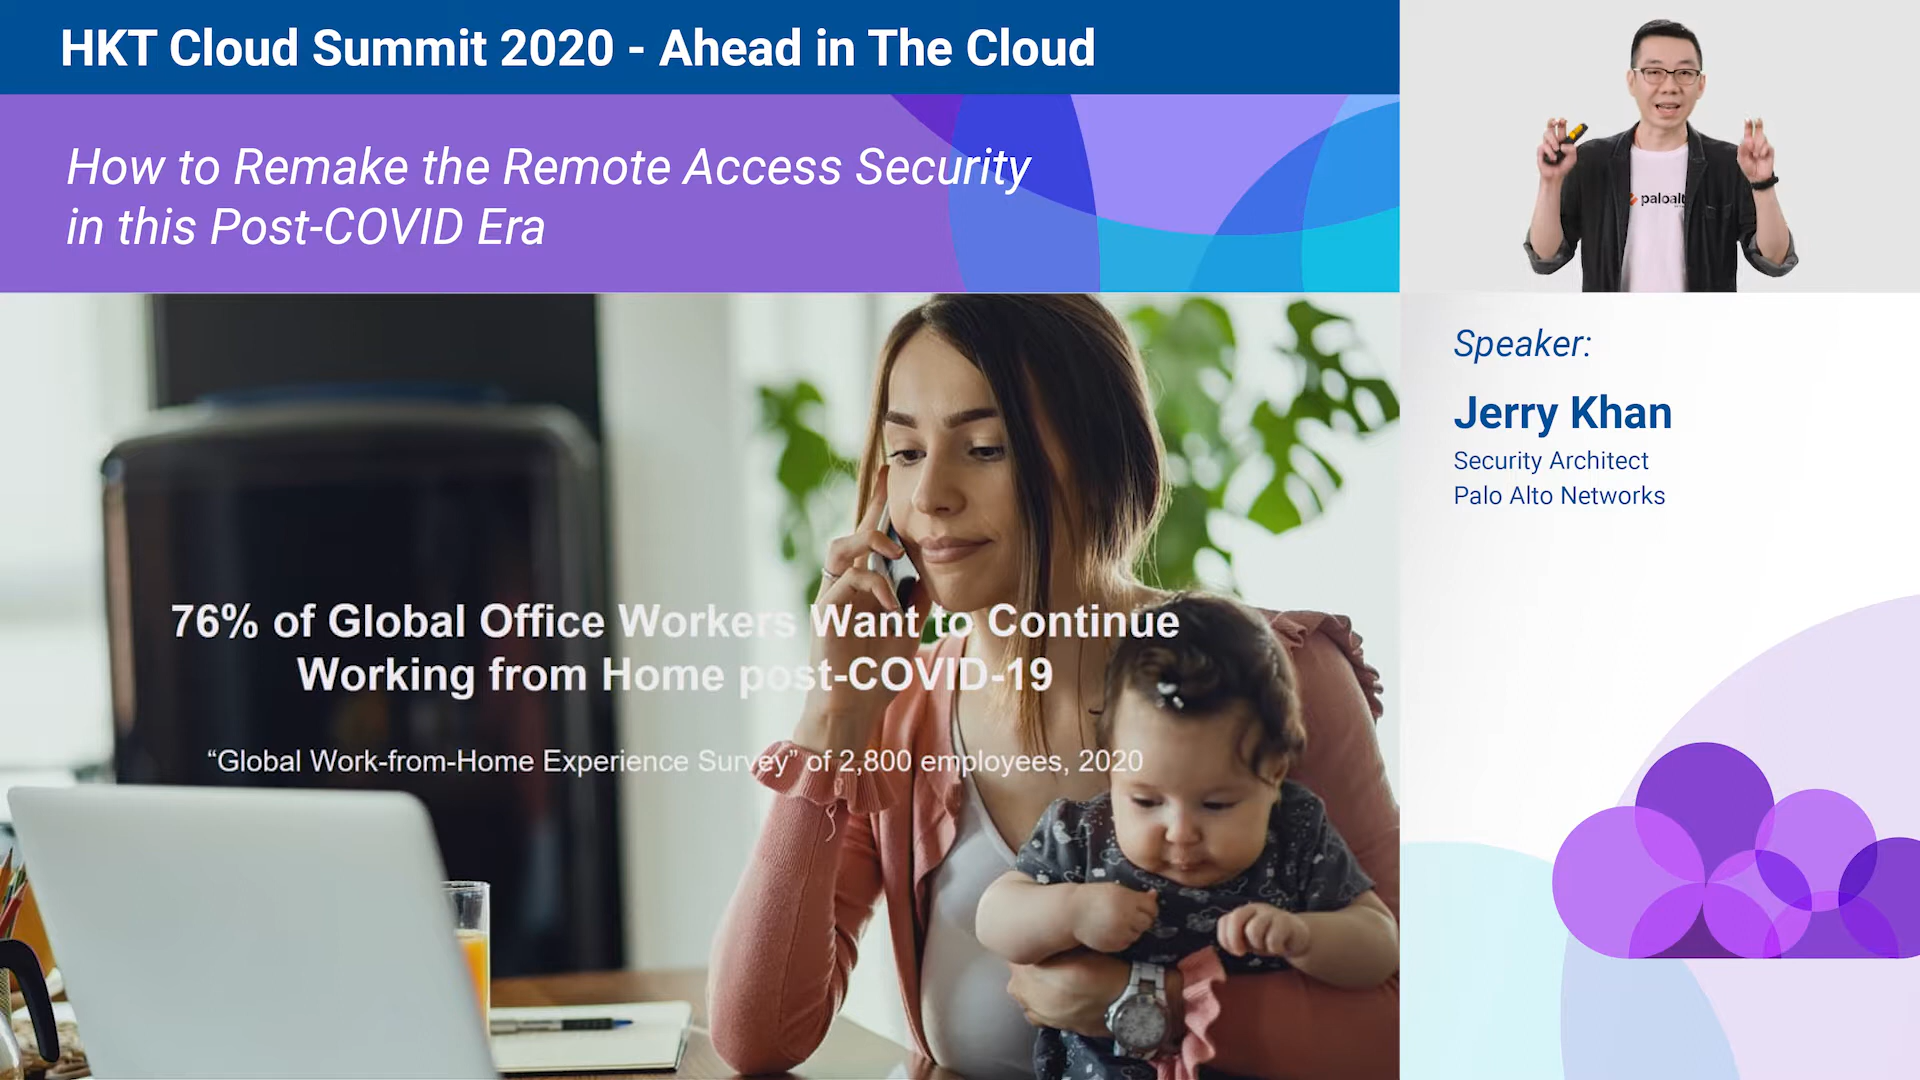 HKT Cloud Summit 2020 - Ahead in The Cloud
How to Remake the Remote Access Security
in this Post-COVID Era
paloalt
Speaker:
Jerry Khan
Security Architect
Palo Alto Networks
76% of Global Office Workers Want to Continue
Working from Home post-COVID-19
“Global Work-from-Home Experience Survey” of 2,800 employees, 2020